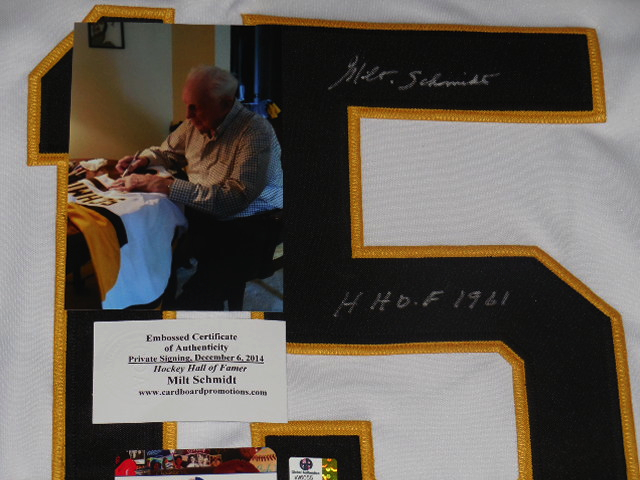 Milt. Schmidt
H H O.F 1961
Embossed Certificate
of Authenticity
Private Signing, December 6, 2014
Hockey Hall of Famer
Milt Schmidt
www.cardboardpromotions.com
15